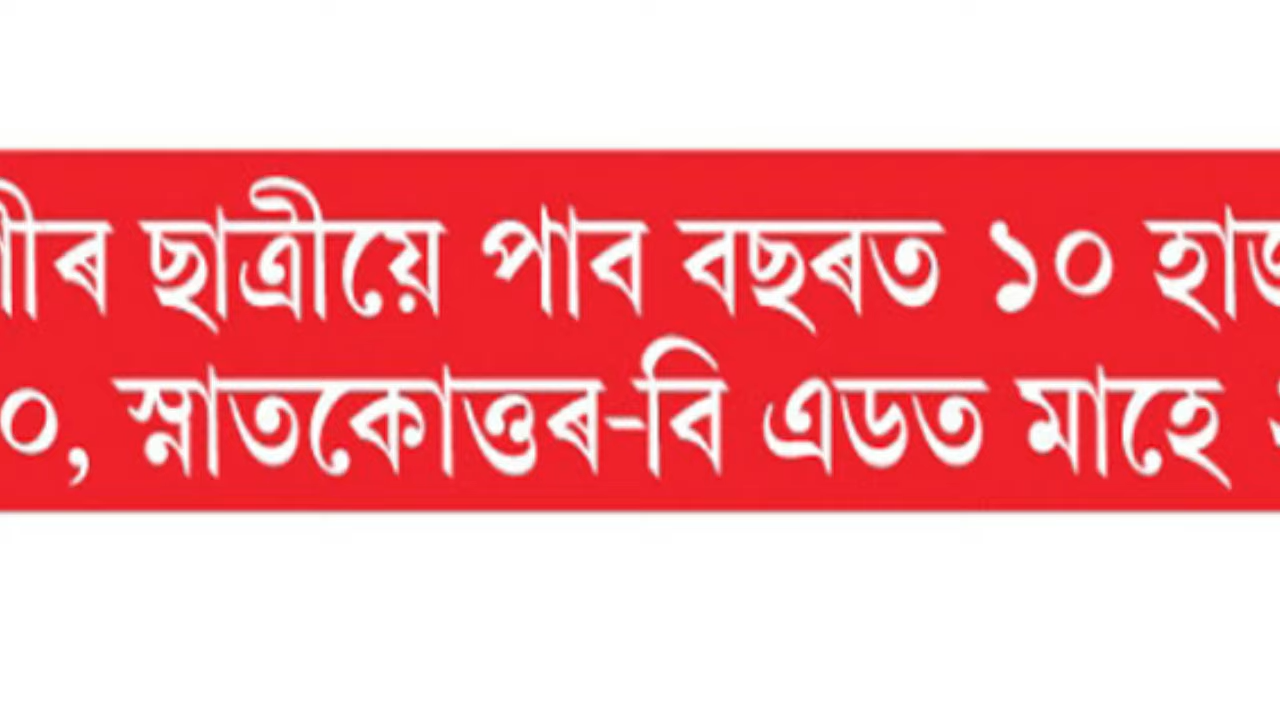 ছাত্ৰীয়ে পাব বছৰত ১০
০, স্নাতকোত্তৰ-বি এডত মাহে